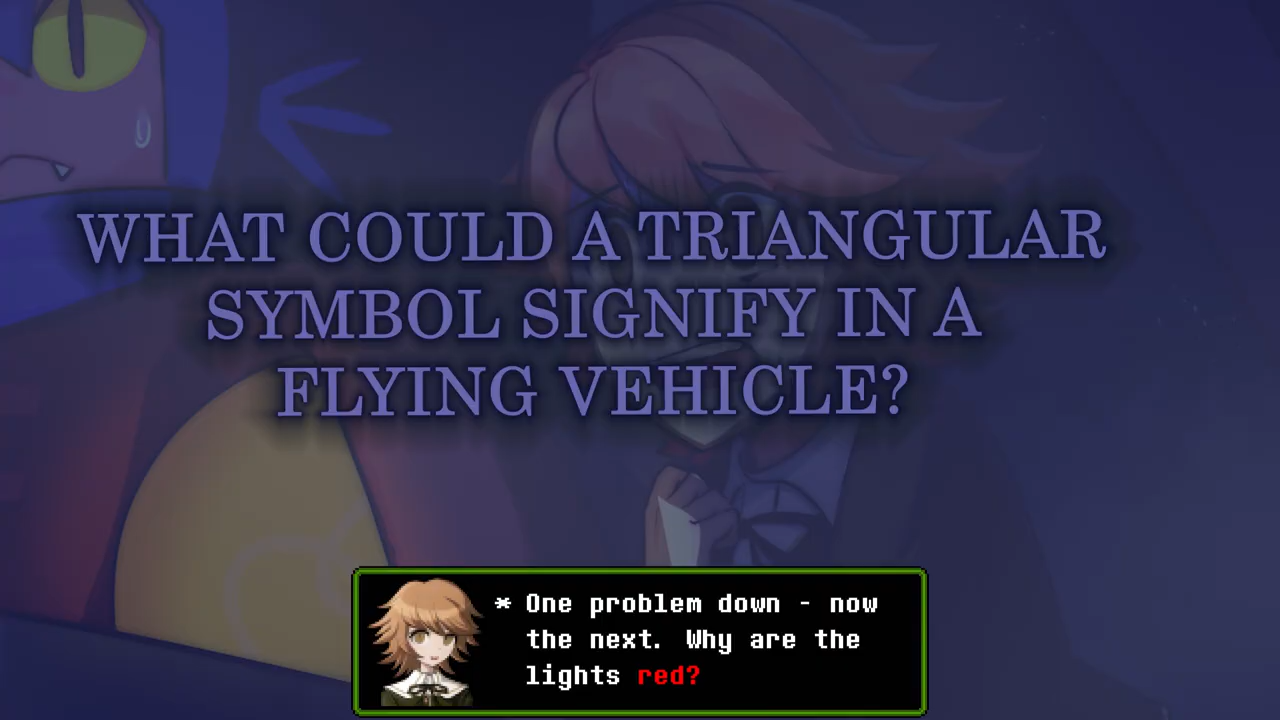 WHAT COULD A TRIANGULAR
SYMBOL SIGNIFY IN A
FLYING VEHICLE?
* One problem down - now
the next. Why are the
lights red?